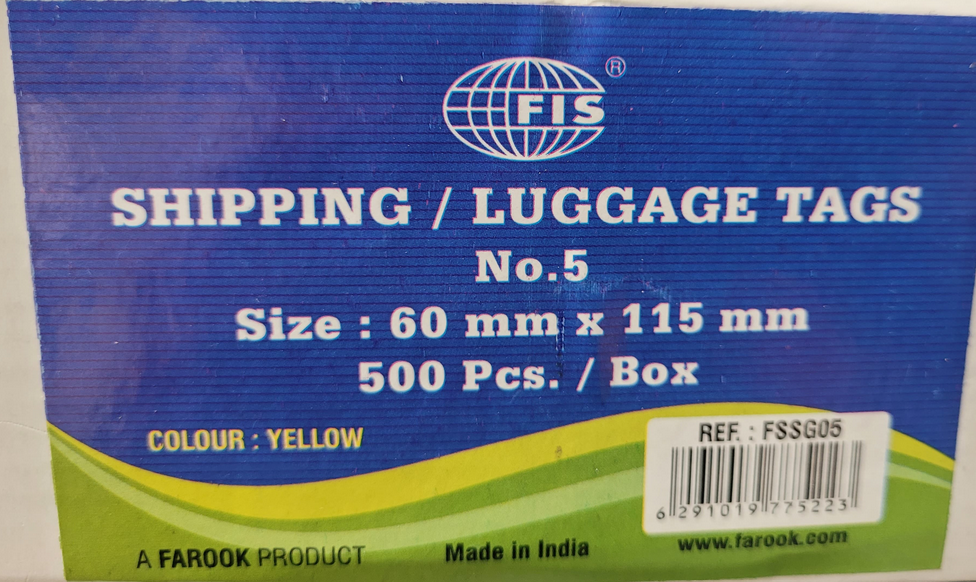 FIS ®
SHIPPING / LUGGAGE TAGS
No.5
Size : 60 mm x 115 mm
500 Pcs. / Box
COLOUR : YELLOW
REF. : FSSG05
6 291019 775223
A FAROOK PRODUCT
Made in India
www.farook.com